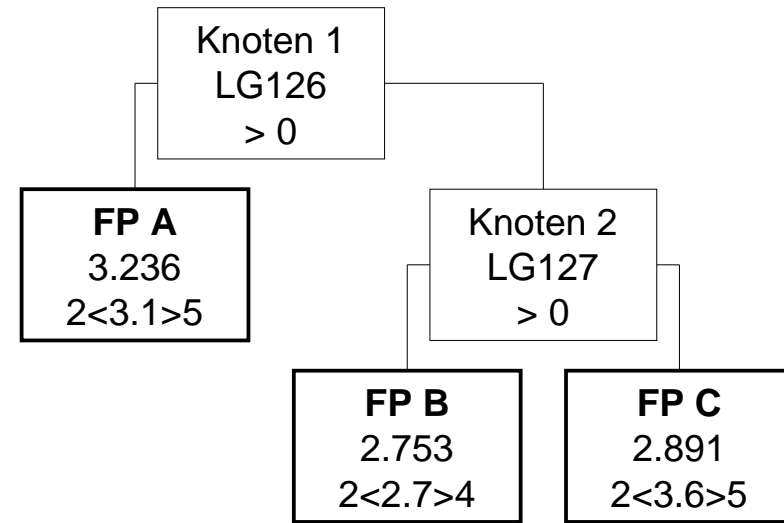 Knoten 1
LG126
> 0
FP A
3.236
2<3.1>5
Knoten 2
LG127
> 0
FP B
2.753
2<2.7>4
FP C
2.891
2<3.6>5